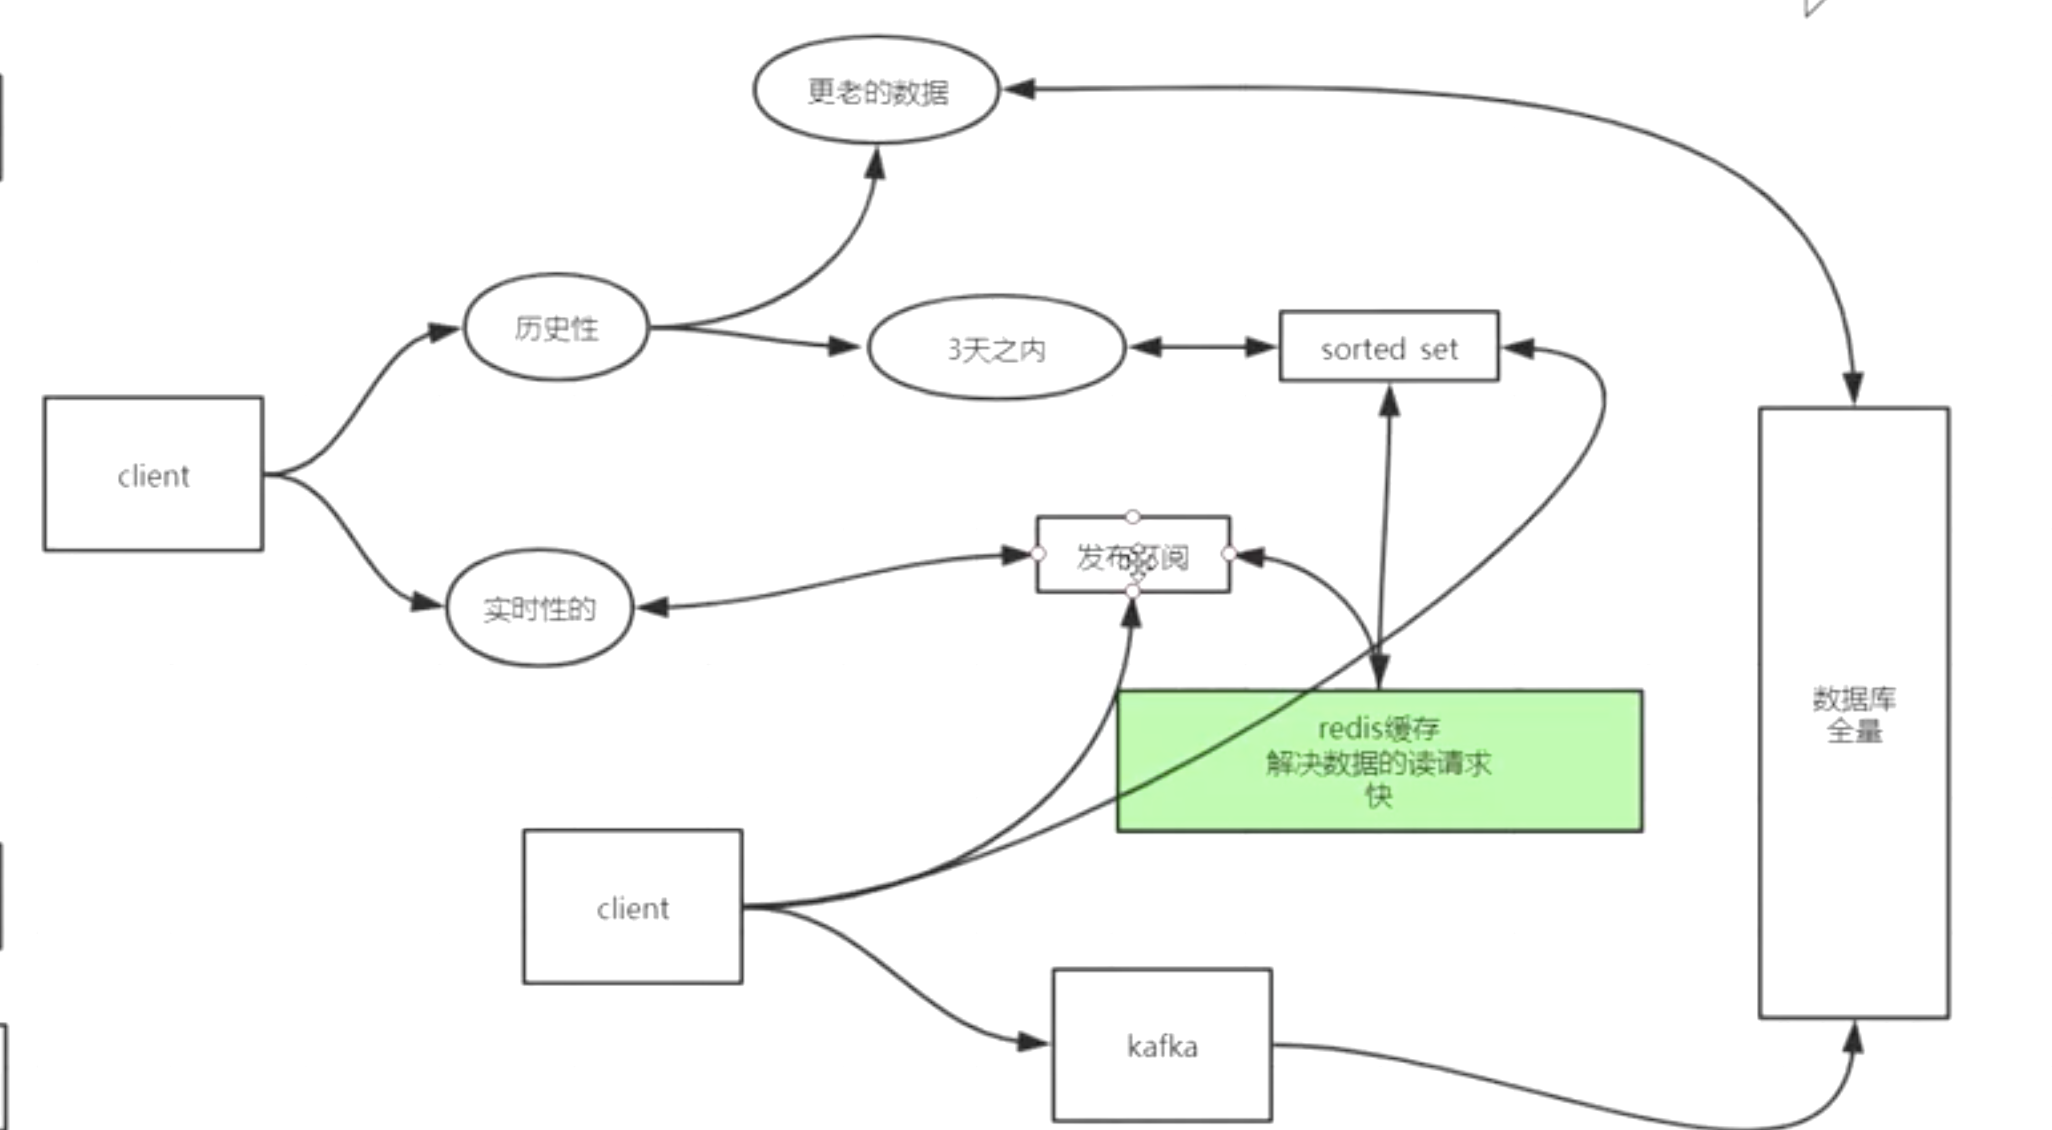 更老的数据
历史性
3天之内
sorted set
client
发布订阅
实时性的
redis缓存
解决数据的读请求
快
数据库
全量
client
kafka